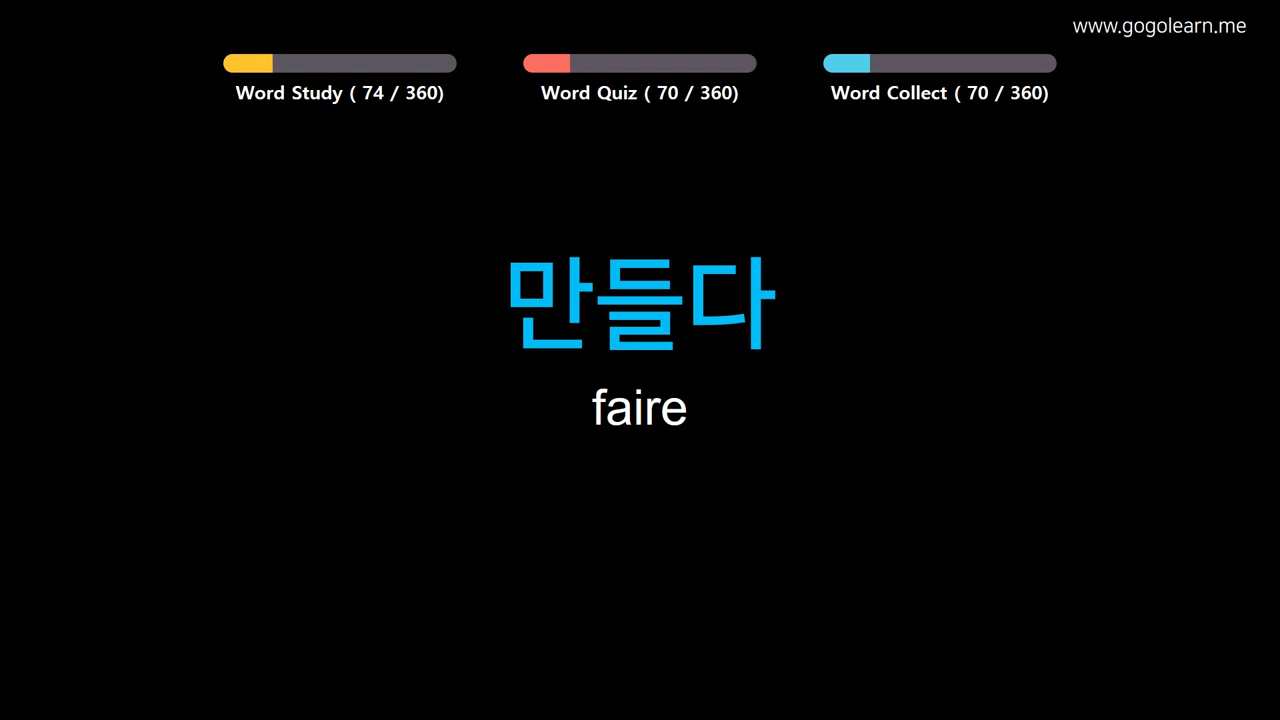 www.gogolearn.me
Word Study ( 74 / 360)
Word Quiz ( 70 / 360)
Word Collect ( 70 / 360)
만들다
faire